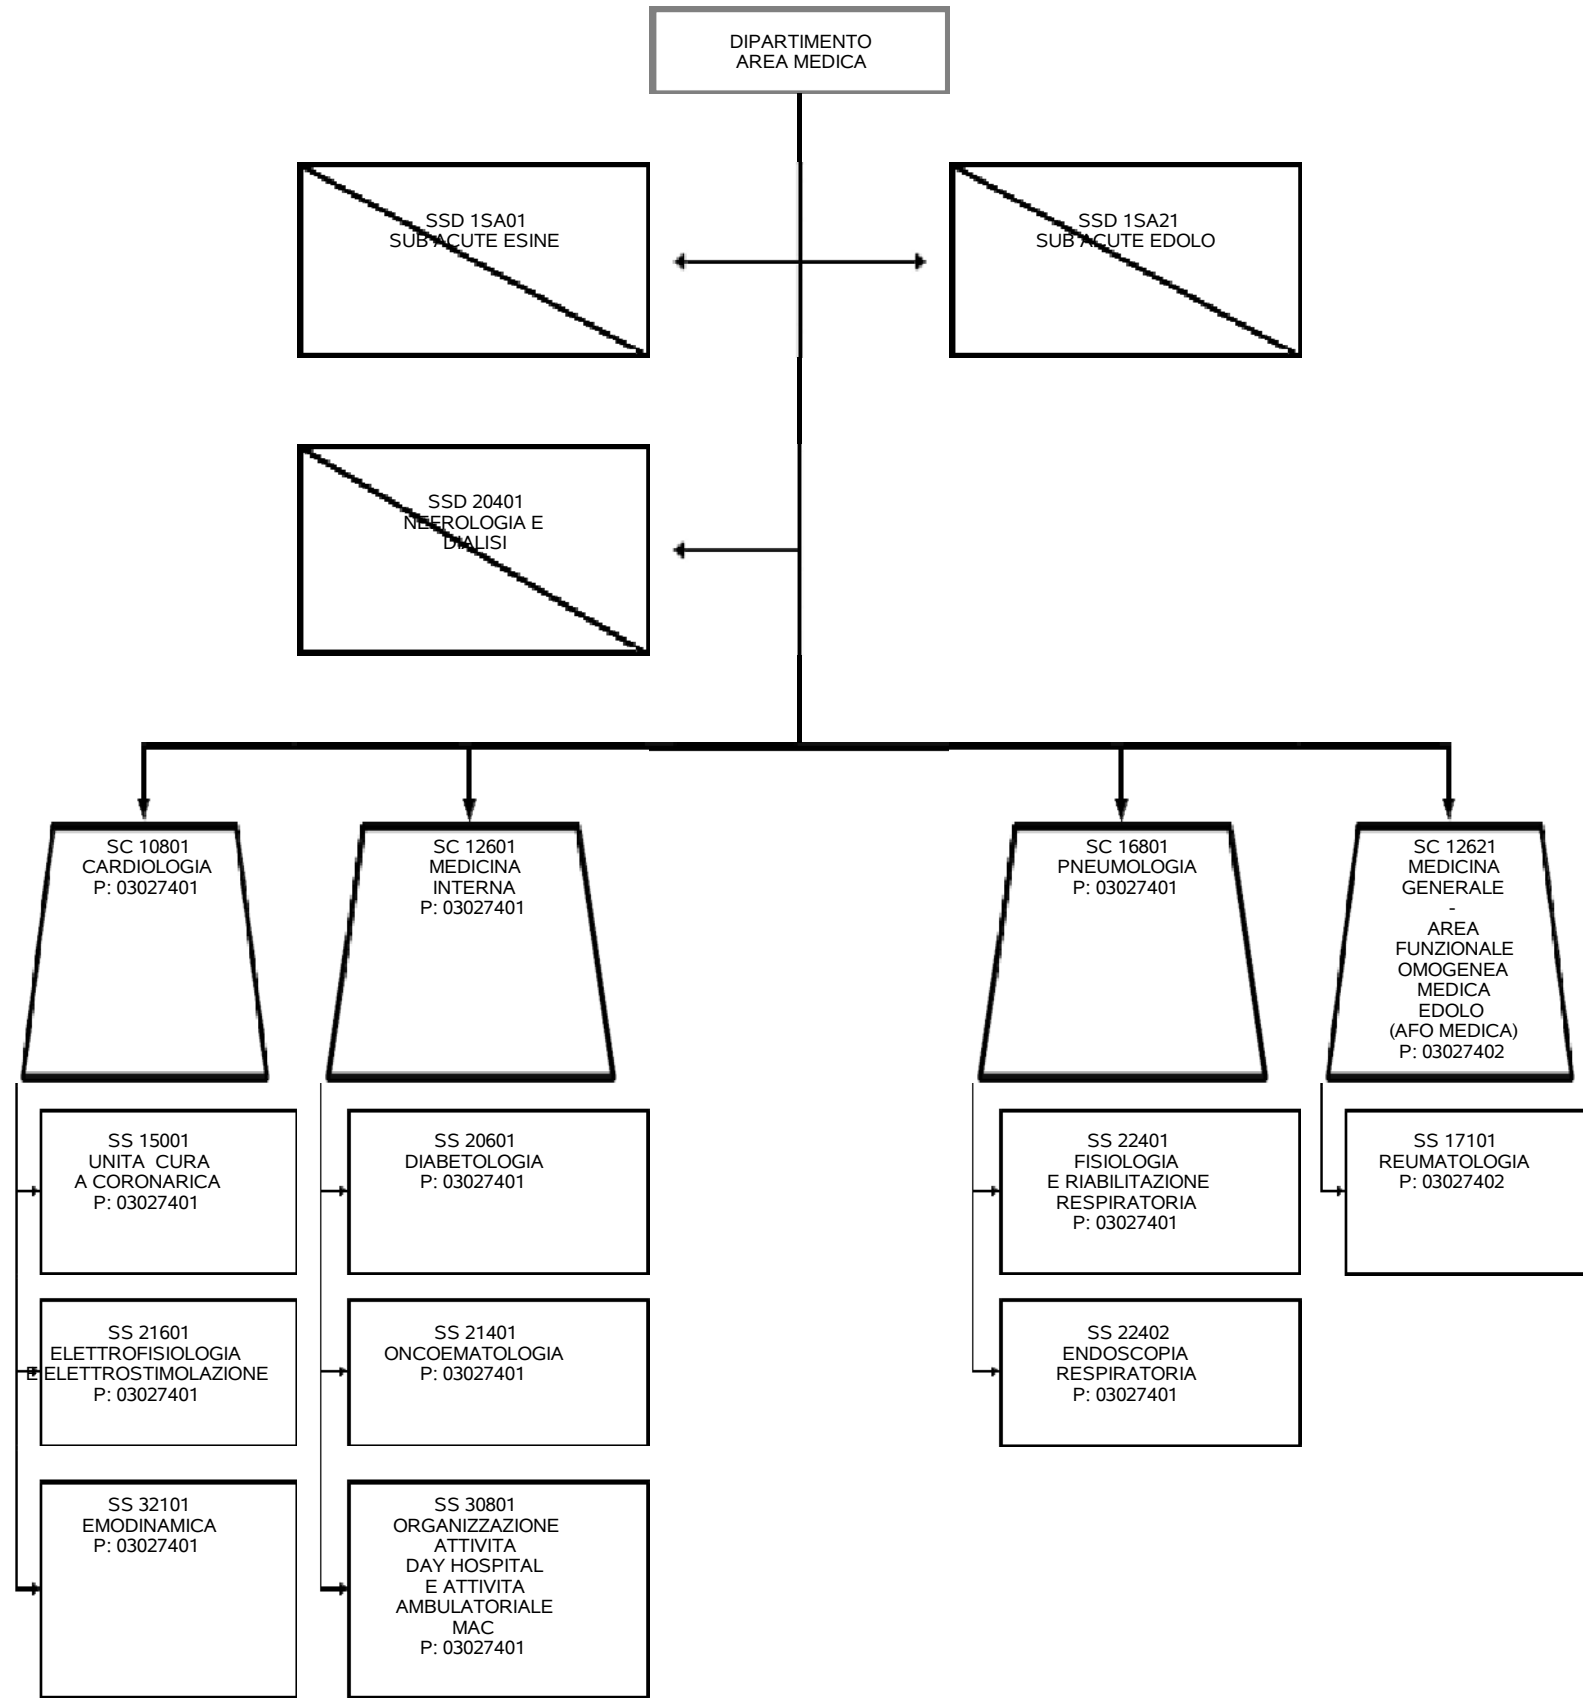 DIPARTIMENTO
AREA MEDICA
SSD 1SA01
SUB ACUTE ESINE
SSD 1SA21
SUB ACUTE EDOLO
SSD 20401
NEFROLOGIA E
DIALISI
SC 10801
CARDIOLOGIA
P: 03027401
SC 12601
MEDICINA
INTERNA
P: 03027401
SC 16801
PNEUMOLOGIA
P: 03027401
SC 12621
MEDICINA
GENERALE
-
AREA
FUNZIONALE
OMOGENEA
MEDICA
EDOLO
(AFO MEDICA)
P: 03027402
SS 15001
UNITA CURA
A CORONARICA
P: 03027401
SS 20601
DIABETOLOGIA
P: 03027401
SS 22401
FISIOLOGIA
E RIABILITAZIONE
RESPIRATORIA
P: 03027401
SS 17101
REUMATOLOGIA
P: 03027402
SS 21601
ELETTROFISIOLOGIA
E ELETTROSTIMOLAZIONE
P: 03027401
SS 21401
ONCOEMATOLOGIA
P: 03027401
SS 22402
ENDOSCOPIA
RESPIRATORIA
P: 03027401
SS 32101
EMODINAMICA
P: 03027401
SS 30801
ORGANIZZAZIONE
ATTIVITA
DAY HOSPITAL
E ATTIVITA
AMBULATORIALE
MAC
P: 03027401